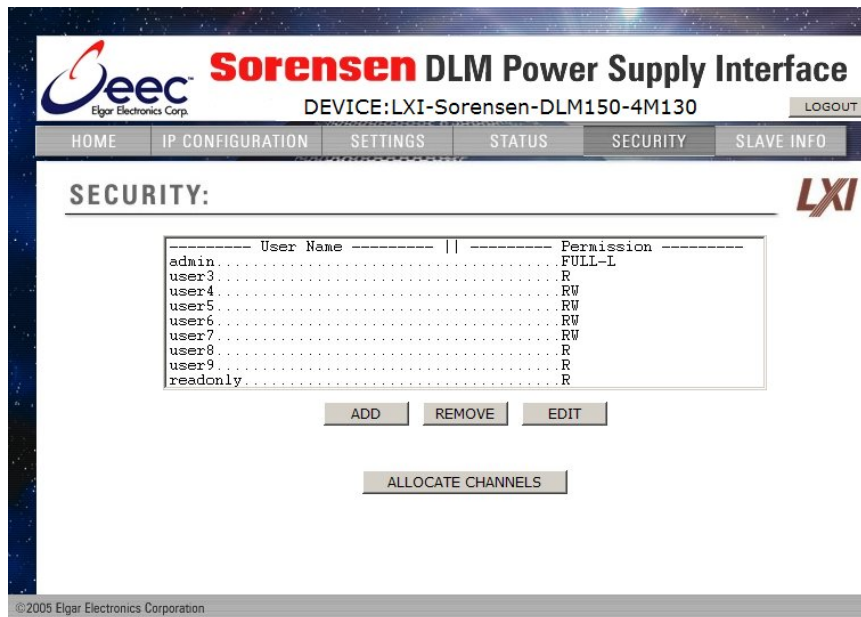 eec
Elgar Electronics Corp.
Sorensen DLM Power Supply Interface
DEVICE:LXI-Sorensen-DLM150-4M130
LOGOUT
HOME IP CONFIGURATION SETTINGS STATUS SECURITY SLAVE INFO
SECURITY:
LXI
--------- User Name --------- || --------- Permission ---------
admin......................................FULL-L
user3......................................R
user4......................................RW
user5......................................RW
user6......................................RW
user7......................................RW
user8......................................R
user9......................................R
readonly...................................R
ADD REMOVE EDIT
ALLOCATE CHANNELS
©2005 Elgar Electronics Corporation